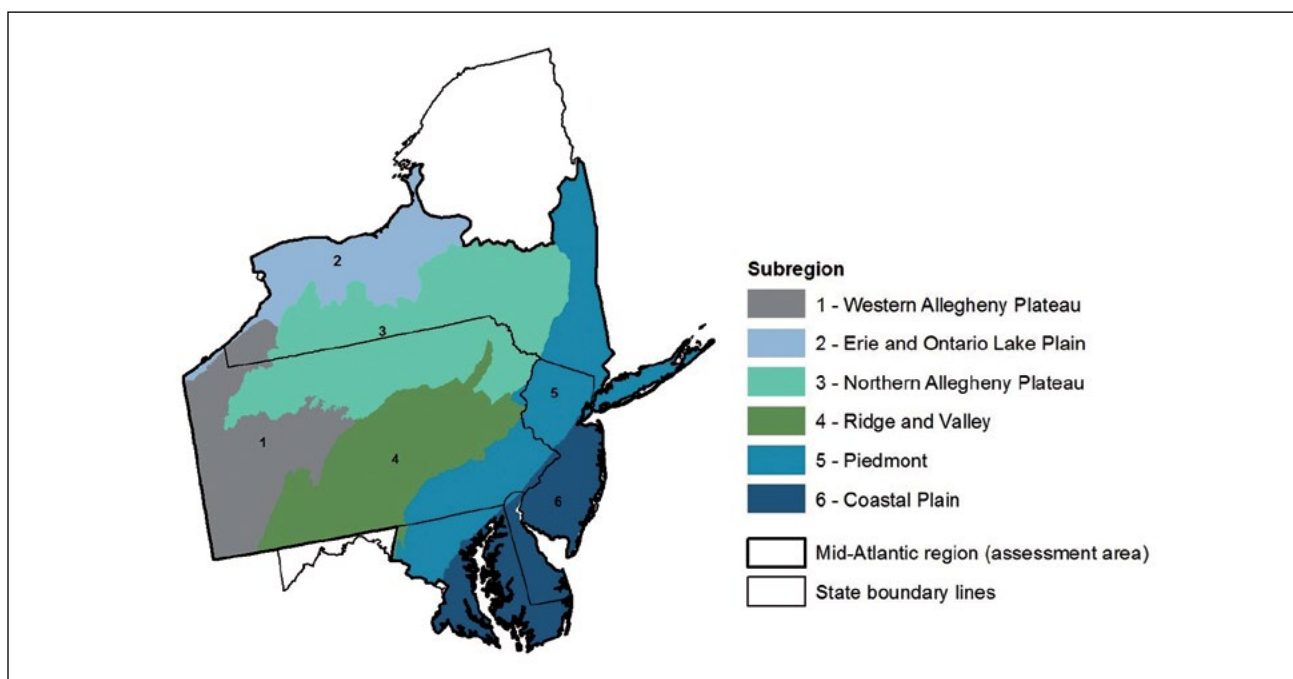 2
3
1
4
5
6
Subregion
1 - Western Allegheny Plateau
2 - Erie and Ontario Lake Plain
3 - Northern Allegheny Plateau
4 - Ridge and Valley
5 - Piedmont
6 - Coastal Plain
Mid-Atlantic region (assessment area)
State boundary lines